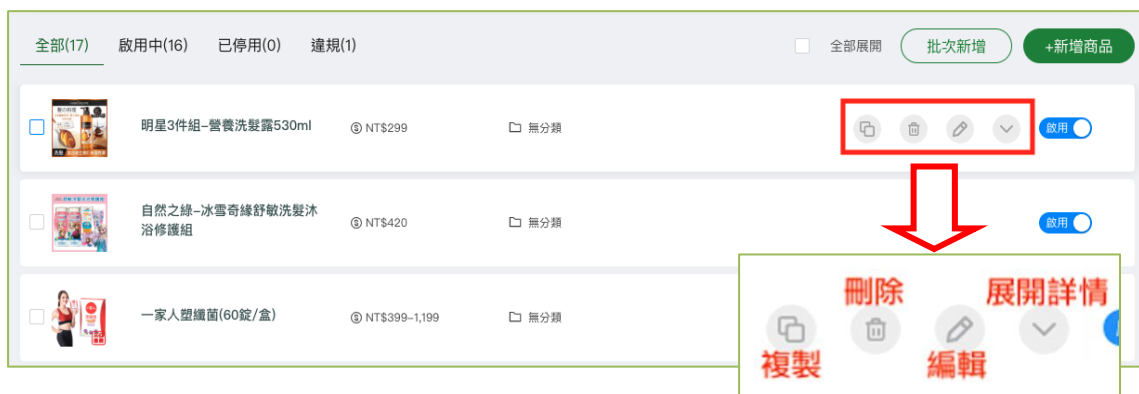 全部(17) 啟用中(16) 已停用(0) 違規(1) 全部展開 批次新增 +新增商品
明星3件組–營養洗髮露530ml NT$299 無分類 啟用
自然之綠–冰雪奇緣舒敏洗髮沐
浴修護組 NT$420 無分類 啟用
一家人塑纖菌(60錠/盒) NT$399–1,199 無分類
刪除 展開詳情
複製 編輯